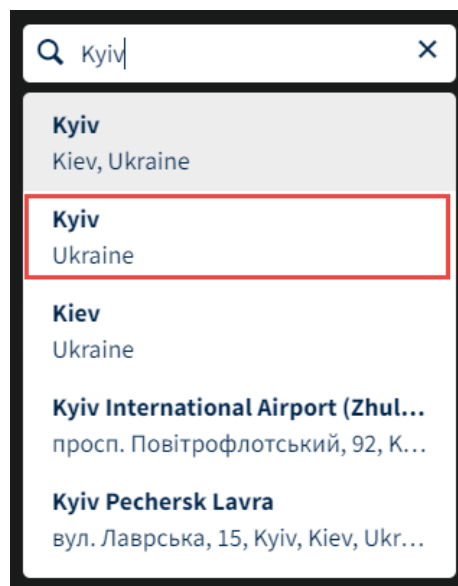 Kyiv
Kyiv
Kiev, Ukraine
Kyiv
Ukraine
Kiev
Ukraine
Kyiv International Airport (Zhul...
просп. Повітрофлотський, 92, K...
Kyiv Pechersk Lavra
вул. Лаврська, 15, Kyiv, Kiev, Ukr...